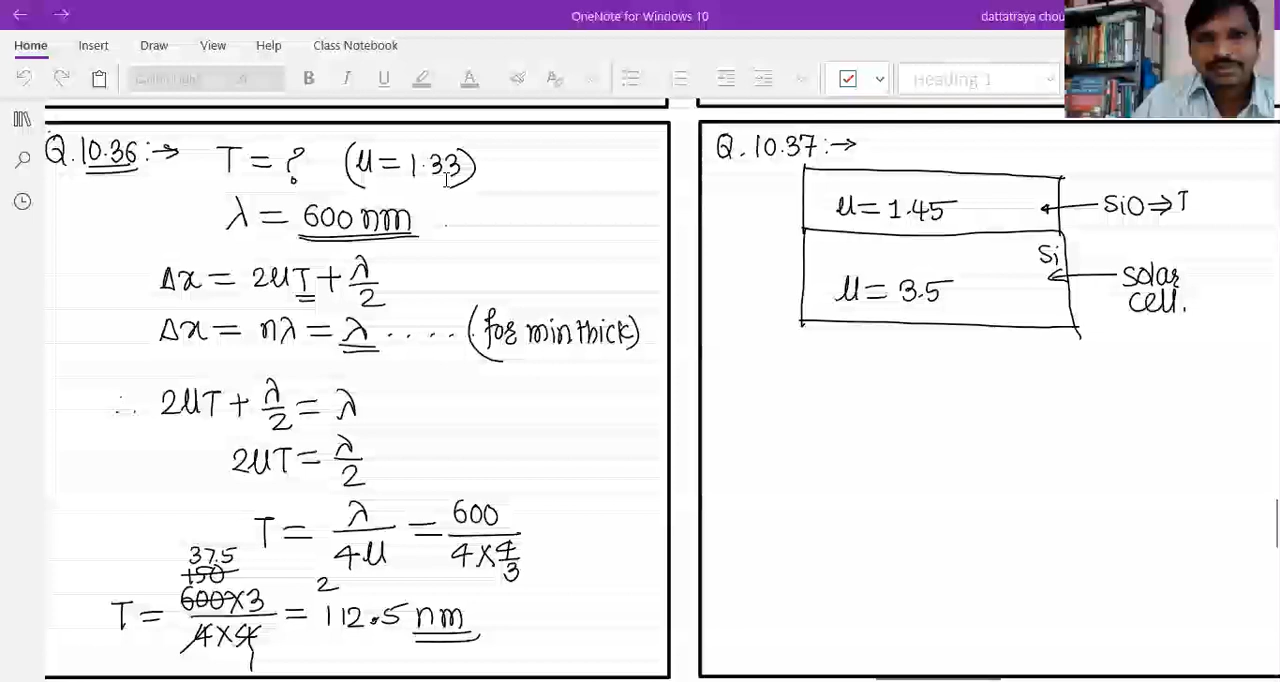 OneNote for Windows 10
dattatraya chou
Home Insert Draw View Help Class Notebook
B I U A Heading 1
Q.10.36:→ T = ? (μ = 1.33)
λ = 600 nm
Δx = 2μT + λ/2
Δx = nλ = λ .... (for min thick)
∴ 2μT + λ/2 = λ
2μT = λ/2
T = λ/4μ = 600/4×4/3
37.5
150
2
T = 600×3/4×4 = 112.5 nm
1
Q. 10.37:→
μ = 1.45 ← SiO ⇒ T
Si
μ = 3.5 ← solar
cell.